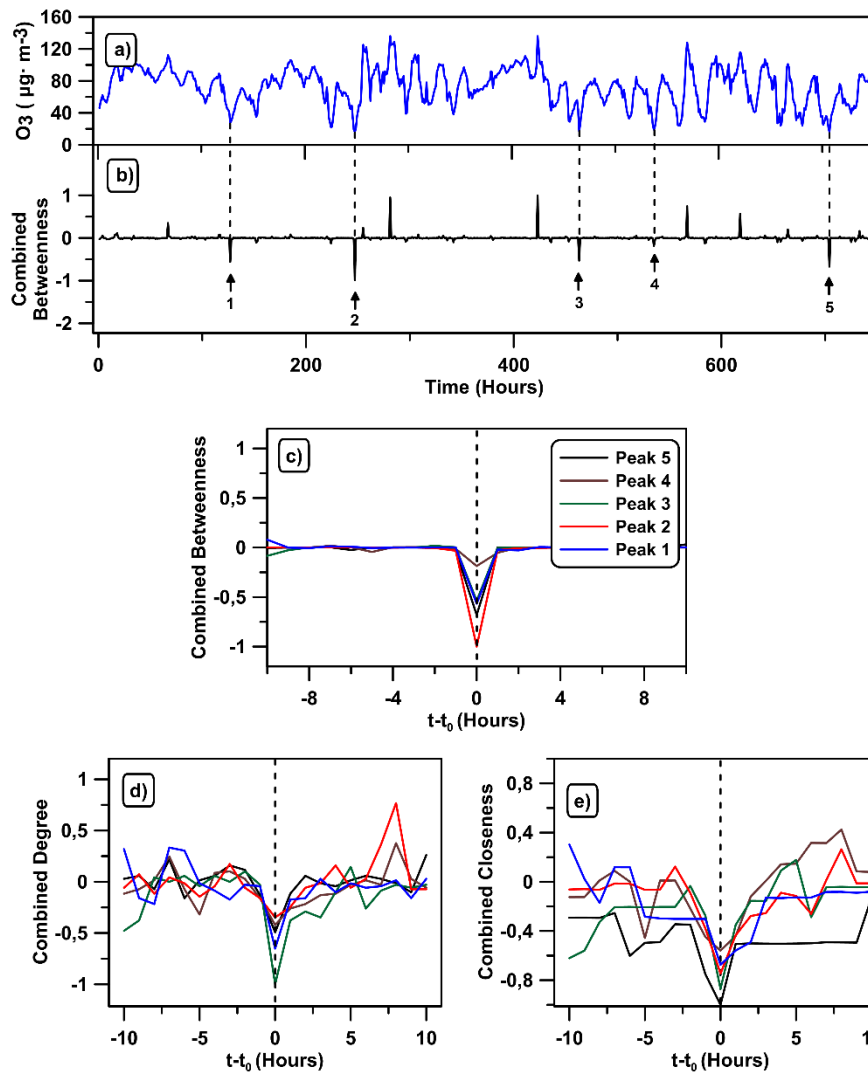 160
a)
120
80
40
0
O3 ( µg· m-3)
b)
1
0
-1
-2
Combined
Betweenness
1
2
3
4
5
0
200
400
600
Time (Hours)
c)
1
0,5
0
-0,5
-1
Combined Betweenness
Peak 5
Peak 4
Peak 3
Peak 2
Peak 1
-8
-4
0
4
8
t-t0 (Hours)
d)
1
0,5
0
-0,5
-1
Combined Degree
-10
-5
0
5
10
t-t0 (Hours)
e)
0,8
0,4
0
-0,4
-0,8
Combined Closeness
-10
-5
0
5
t-t0 (Hours)